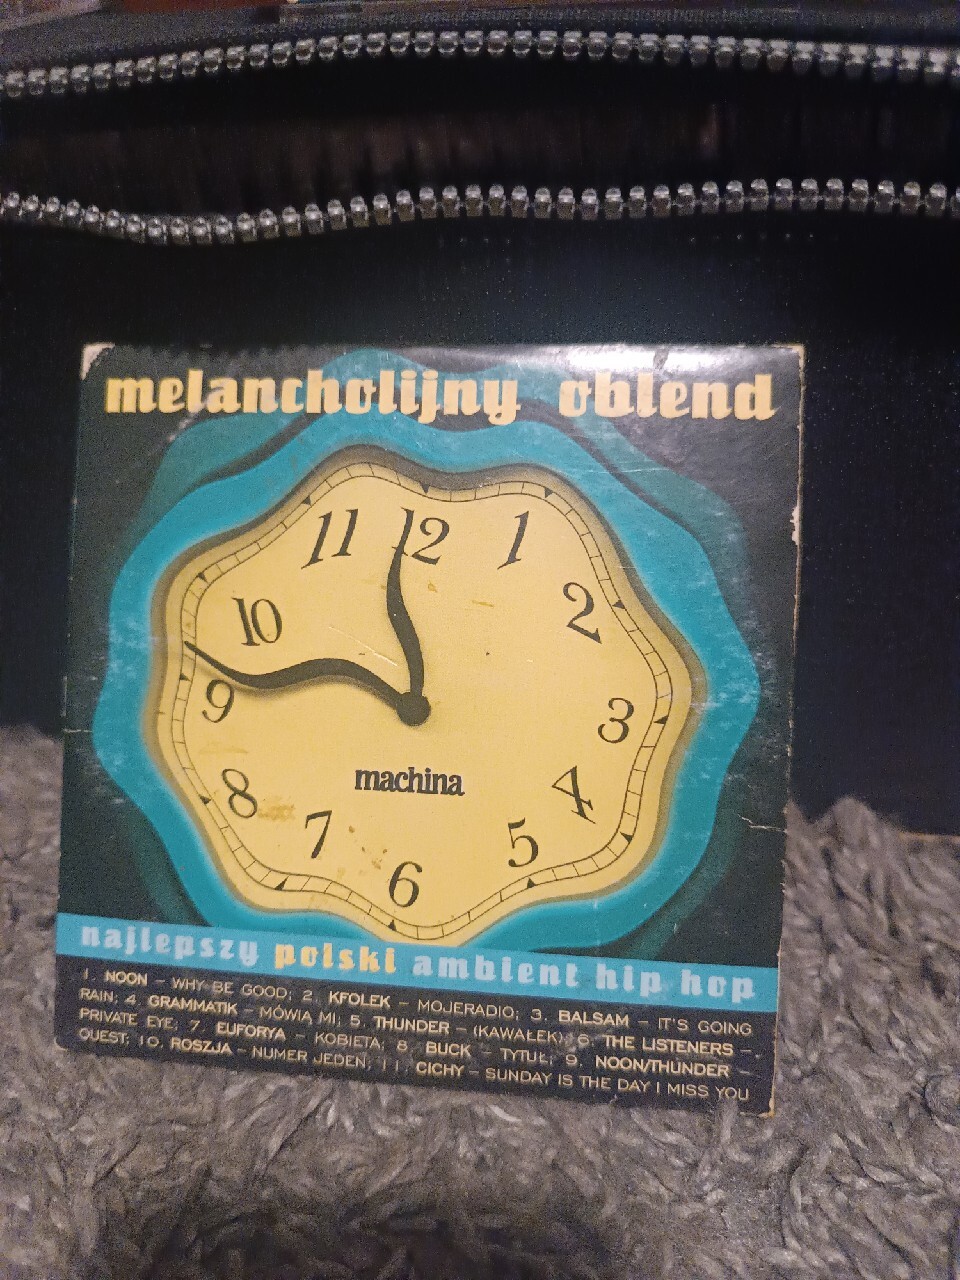 melancholijny oblend
11 12 1
10 2
9 3
machina
8 4
7 5
6
najlepszy polski ambient hip hop
1. NOON – WHY BE GOOD; 2. KFOLEK – MOJERADIO; 3. BALSAM – IT'S GOING
RAIN; 4. GRAMMATIK – MÓWIĄ MI; 5. THUNDER – (KAWAŁEK); 6. THE LISTENERS –
PRIVATE EYE; 7. EUFORYA – KOBIETA; 8. BUCK – TYTUŁ; 9. NOON/THUNDER –
QUEST; 10. ROSZJA – NUMER JEDEN; 11. CICHY – SUNDAY IS THE DAY I MISS YOU